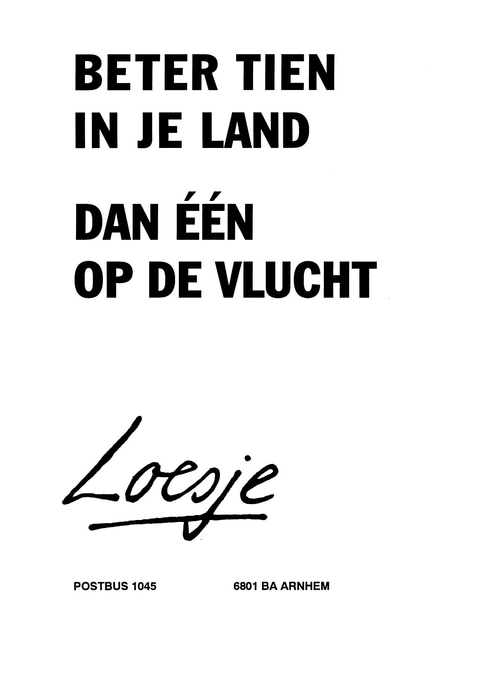 BETER TIEN
IN JE LAND
DAN ÉÉN
OP DE VLUCHT
Loesje
POSTBUS 1045 6801 BA ARNHEM